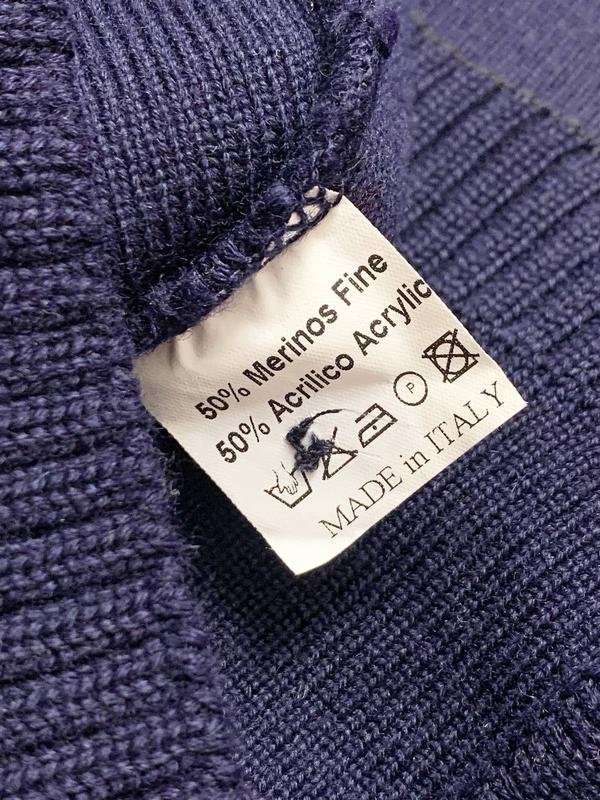 50% Merinos Fine
50% Acrilico Acrylic
P
MADE in ITALY